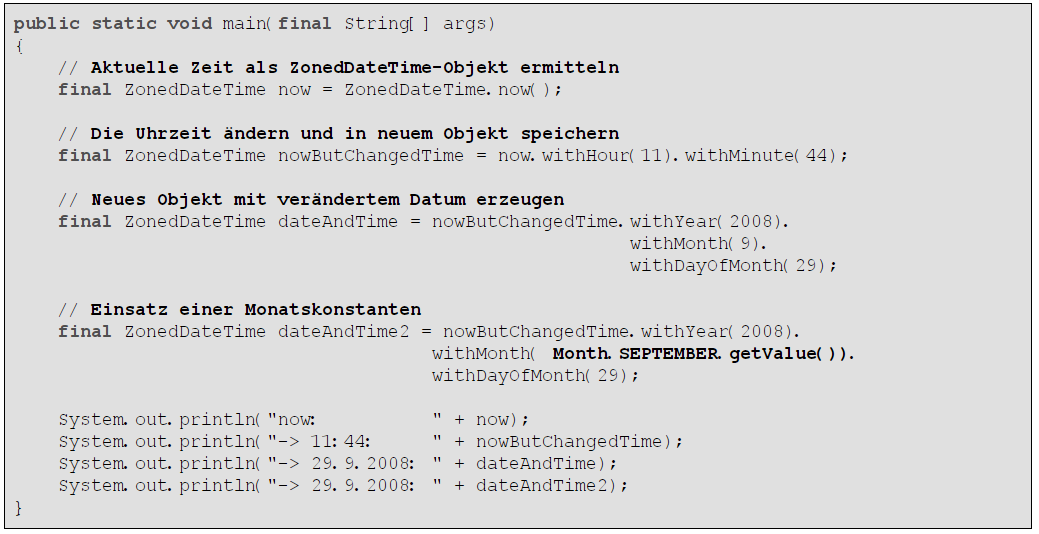 public static void main(final String[] args)
{
    // Aktuelle Zeit als ZonedDateTime-Objekt ermitteln
    final ZonedDateTime now = ZonedDateTime.now();

    // Die Uhrzeit ändern und in neuem Objekt speichern
    final ZonedDateTime nowButChangedTime = now.withHour(11).withMinute(44);

    // Neues Objekt mit verändertem Datum erzeugen
    final ZonedDateTime dateAndTime = nowButChangedTime.withYear(2008).
                                                        withMonth(9).
                                                        withDayOfMonth(29);

    // Einsatz einer Monatskonstanten
    final ZonedDateTime dateAndTime2 = nowButChangedTime.withYear(2008).
                                      withMonth( Month.SEPTEMBER.getValue()).
                                      withDayOfMonth(29);

    System.out.println("now:          " + now);
    System.out.println("-> 11:44:     " + nowButChangedTime);
    System.out.println("-> 29.9.2008: " + dateAndTime);
    System.out.println("-> 29.9.2008: " + dateAndTime2);
}